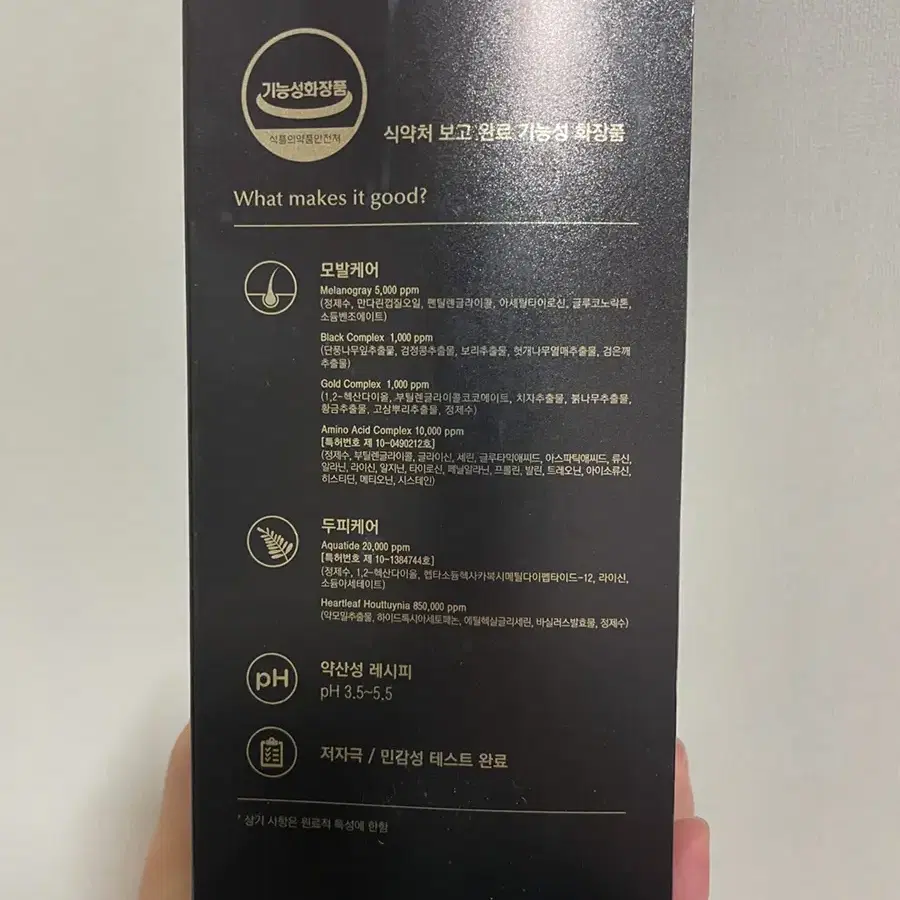 기능성화장품
식품의약품안전처
식약처 보고 완료 기능성 화장품
What makes it good?
모발케어
Melanogray 5,000 ppm
(정제수, 만다린껍질오일, 펜틸렌글라이콜, 아세틸타이로신, 글루코노락톤,
소듐벤조에이트)
Black Complex 1,000 ppm
(단풍나무잎추출물, 검정콩추출물, 보리추출물, 헛개나무열매추출물, 검은깨
추출물)
Gold Complex 1,000 ppm
(1,2-헥산다이올, 부틸렌글라이콜코코에이트, 치자추출물, 붉나무추출물,
황금추출물, 고삼뿌리추출물, 정제수)
Amino Acid Complex 10,000 ppm
[특허번호 제 10-0490212호]
(정제수, 부틸렌글라이콜, 글라이신, 세린, 글루타믹애씨드, 아스파틱애씨드, 류신,
알라닌, 라이신, 알지닌, 타이로신, 페닐알라닌, 프롤린, 발린, 트레오닌, 아이소류신,
히스티딘, 메티오닌, 시스테인)
두피케어
Aquatide 20,000 ppm
[특허번호 제 10-1384744호]
(정제수, 1,2-헥산다이올, 헵타소듐헥사카복시메틸다이펩타이드-12, 라이신,
소듐아세테이트)
Heartleaf Houttuynia 850,000 ppm
(약모밀추출물, 하이드록시아세토페논, 에틸헥실글리세린, 바실러스발효물, 정제수)
pH
약산성 레시피
pH 3.5~5.5
저자극 / 민감성 테스트 완료
* 상기 사항은 원료적 특성에 한함